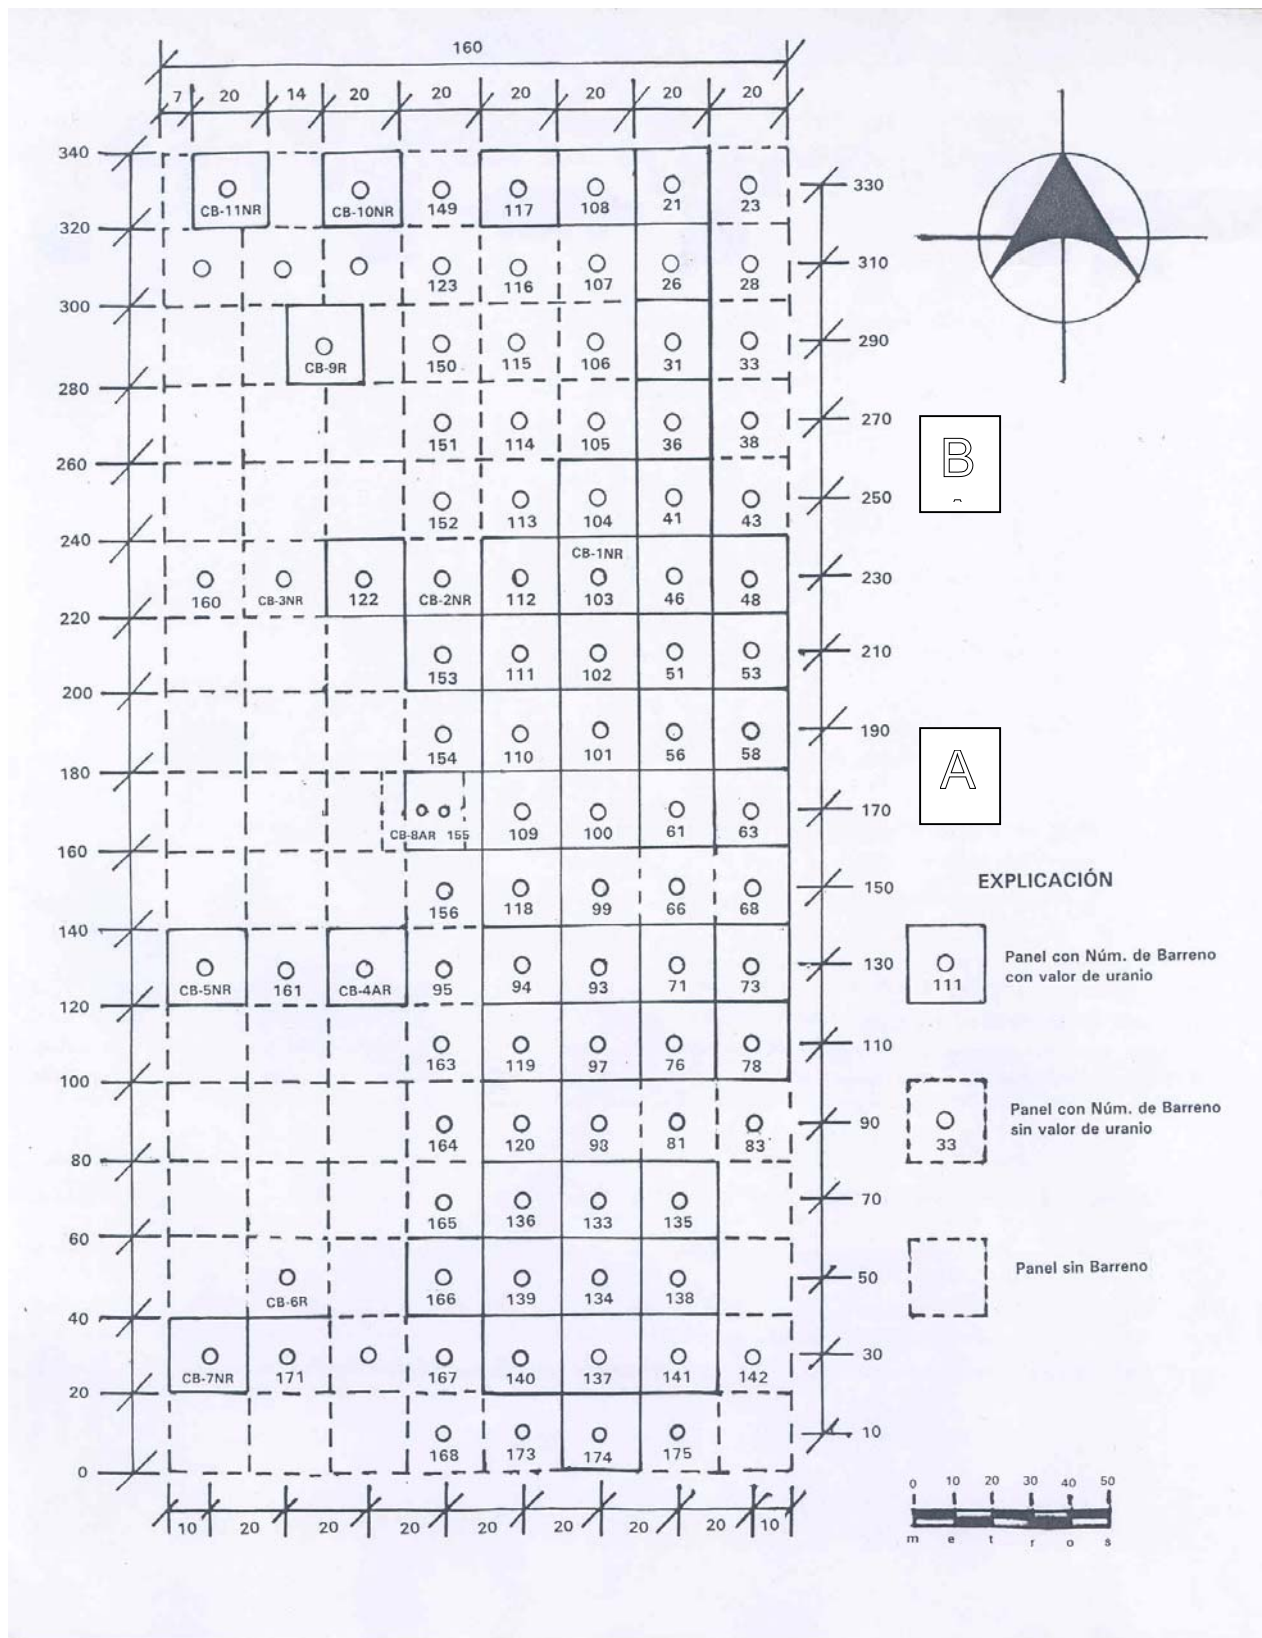 160
7 20 14 20 20 20 20 20 20
340
330
CB-11NR CB-10NR 149 117 108 21 23
320
310
123 116 107 26 28
300
290
CB-9R 150 115 106 31 33
280
270
151 114 105 36 38
B
260
250
152 113 104 41 43
240
CB-1NR
230
160 CB-3NR 122 CB-2NR 112 103 46 48
220
210
153 111 102 51 53
200
190
154 110 101 56 58
A
180
170
CB-8AR 155 109 100 61 63
160
EXPLICACIÓN
150
156 118 99 66 68
140
Panel con Núm. de Barreno
con valor de uranio
111
130
CB-5NR 161 CB-4AR 95 94 93 71 73
120
110
163 119 97 76 78
100
Panel con Núm. de Barreno
sin valor de uranio
33
90
164 120 98 81 83
80
70
165 136 133 135
60
Panel sin Barreno
50
CB-6R 166 139 134 138
40
30
CB-7NR 171 167 140 137 141 142
20
10
168 173 174 175
0
0 10 20 30 40 50
m e t r o s
10 20 20 20 20 20 20 20 10